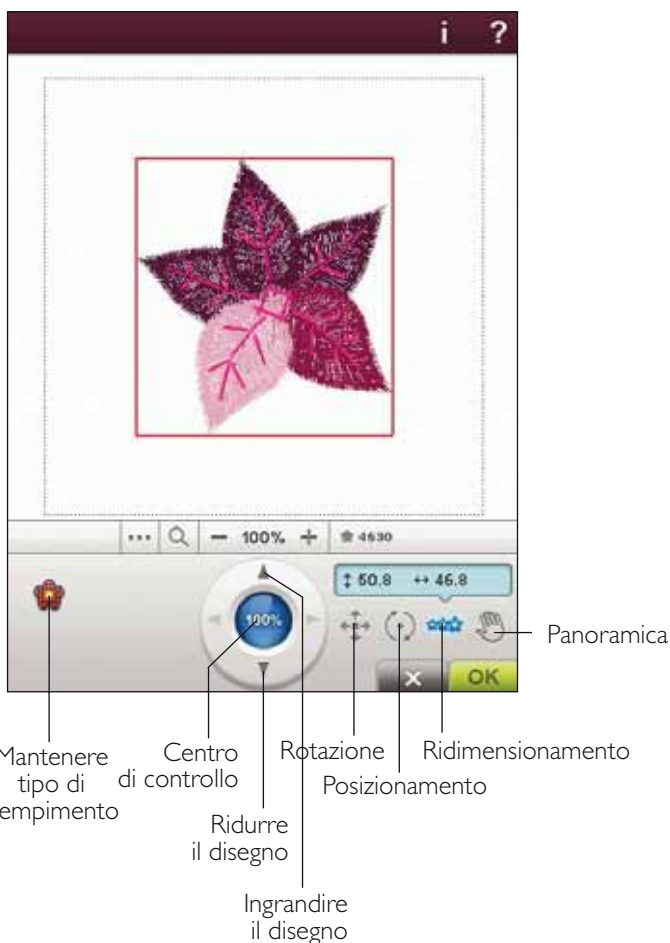 i ?
... - 100% + 4530
100%
50.8 46.8
X OK
Panoramica
Mantenere
tipo di
empimento
Centro
di controllo
Rotazione
Ridimensionamento
Posizionamento
Ridurre
il disegno
Ingrandire
il disegno